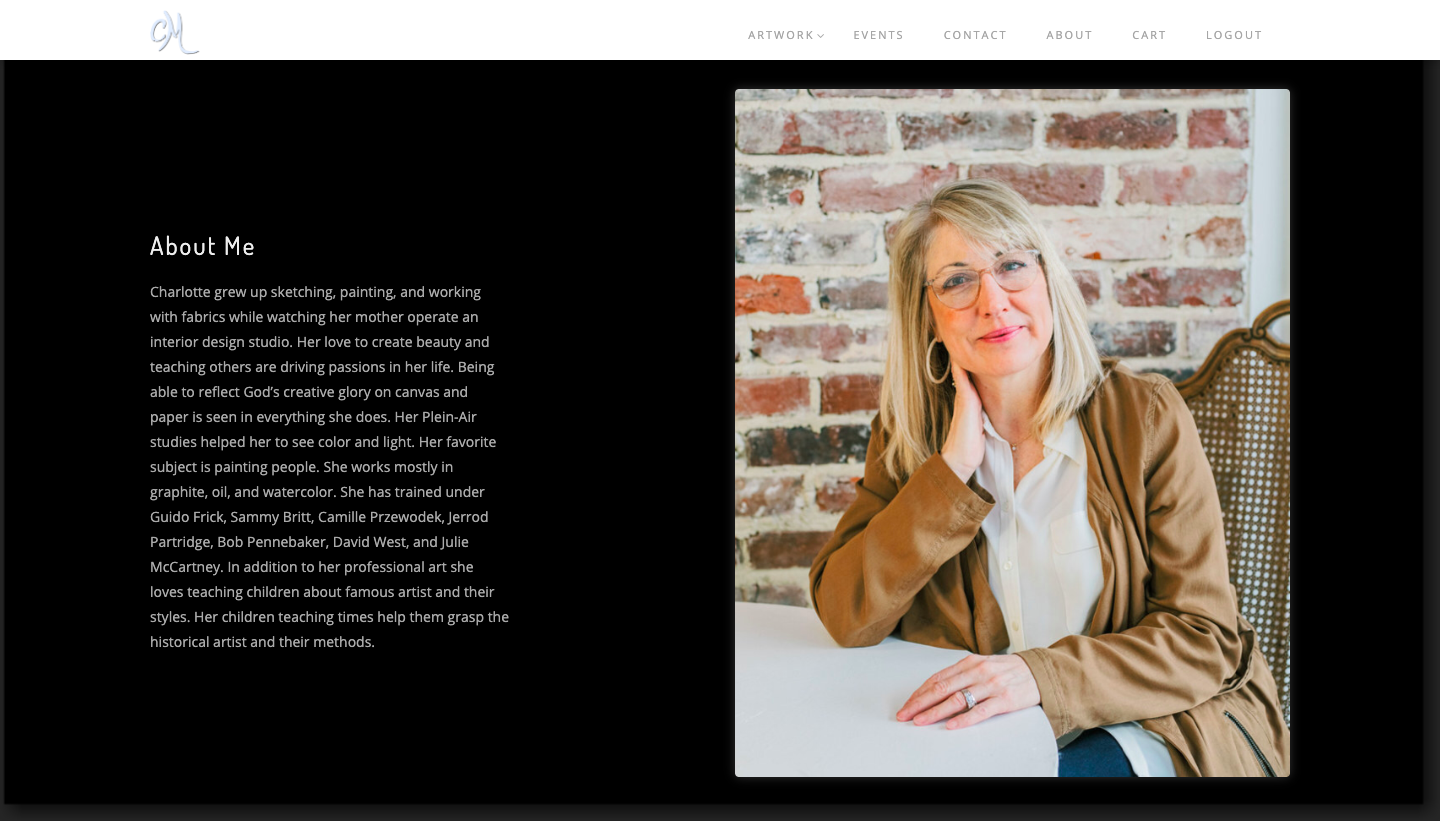 CM
ARTWORK EVENTS CONTACT ABOUT CART LOGOUT
About Me
Charlotte grew up sketching, painting, and working
with fabrics while watching her mother operate an
interior design studio. Her love to create beauty and
teaching others are driving passions in her life. Being
able to reflect God’s creative glory on canvas and
paper is seen in everything she does. Her Plein-Air
studies helped her to see color and light. Her favorite
subject is painting people. She works mostly in
graphite, oil, and watercolor. She has trained under
Guido Frick, Sammy Britt, Camille Przewodek, Jerrod
Partridge, Bob Pennebaker, David West, and Julie
McCartney. In addition to her professional art she
loves teaching children about famous artist and their
styles. Her children teaching times help them grasp the
historical artist and their methods.